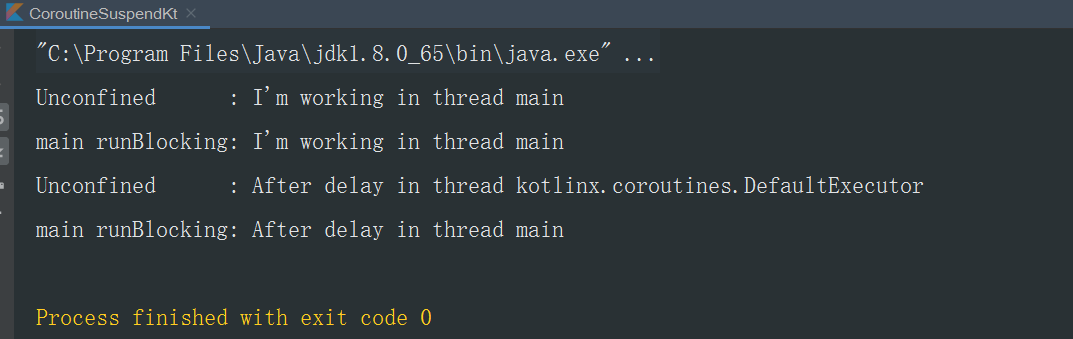 CoroutineSuspendKt
"C:\Program Files\Java\jdk1.8.0_65\bin\java.exe" ...
Unconfined      : I'm working in thread main
main runBlocking: I'm working in thread main
Unconfined      : After delay in thread kotlinx.coroutines.DefaultExecutor
main runBlocking: After delay in thread main
Process finished with exit code 0